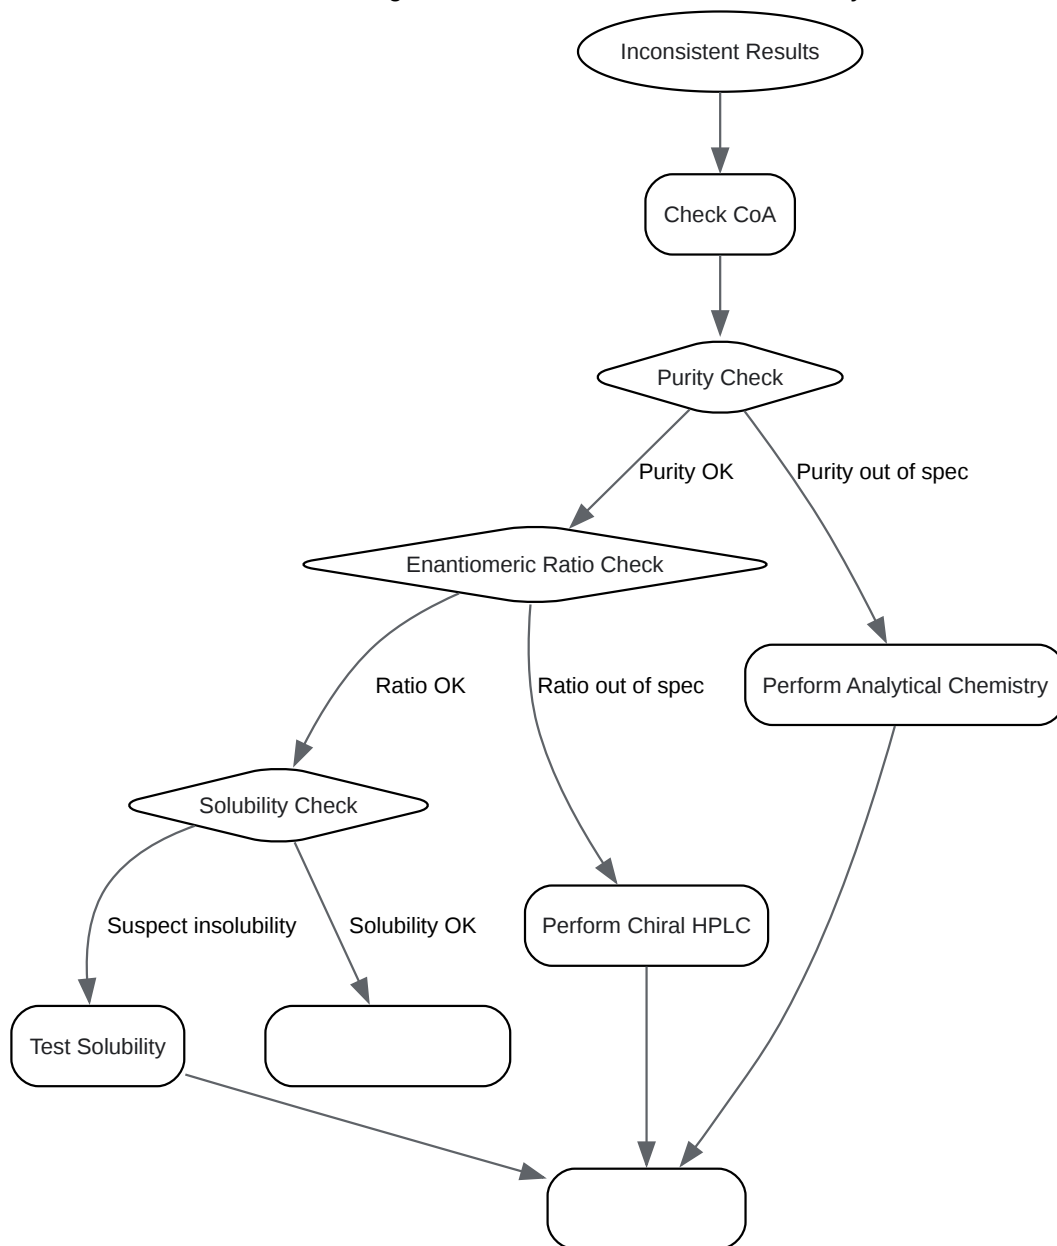 Inconsistent Results
Check CoA
Purity Check
Purity OK
Purity out of spec
Enantiomeric Ratio Check
Ratio OK
Ratio out of spec
Perform Analytical Chemistry
Solubility Check
Suspect insolubility
Solubility OK
Perform Chiral HPLC
Test Solubility